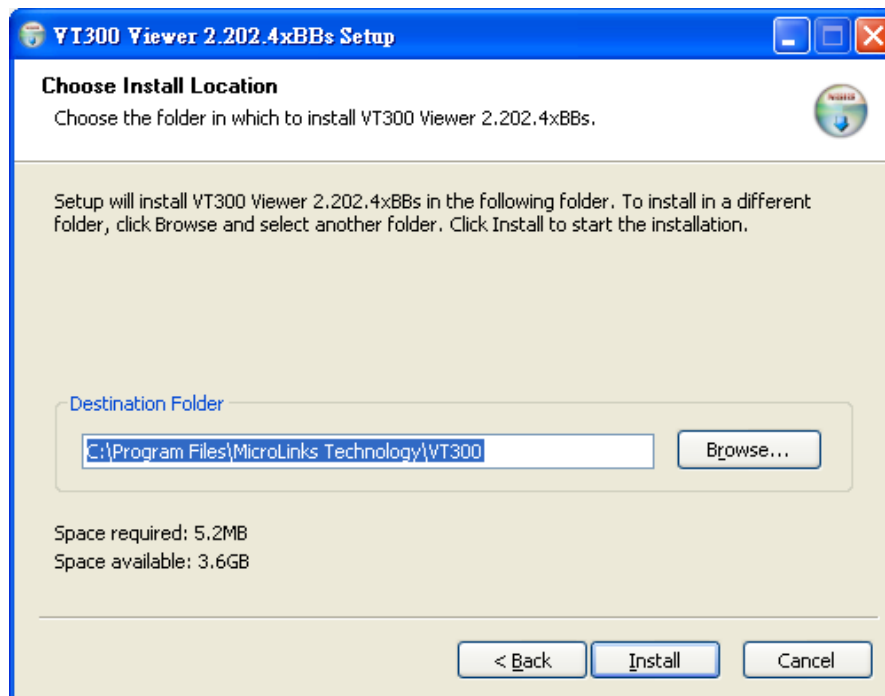 VT300 Viewer 2.202.4xBBs Setup
Choose Install Location
Choose the folder in which to install VT300 Viewer 2.202.4xBBs.
Setup will install VT300 Viewer 2.202.4xBBs in the following folder. To install in a different
folder, click Browse and select another folder. Click Install to start the installation.
Destination Folder
C:\Program Files\MicroLinks Technology\VT300
Browse...
Space required: 5.2MB
Space available: 3.6GB
< Back
Install
Cancel